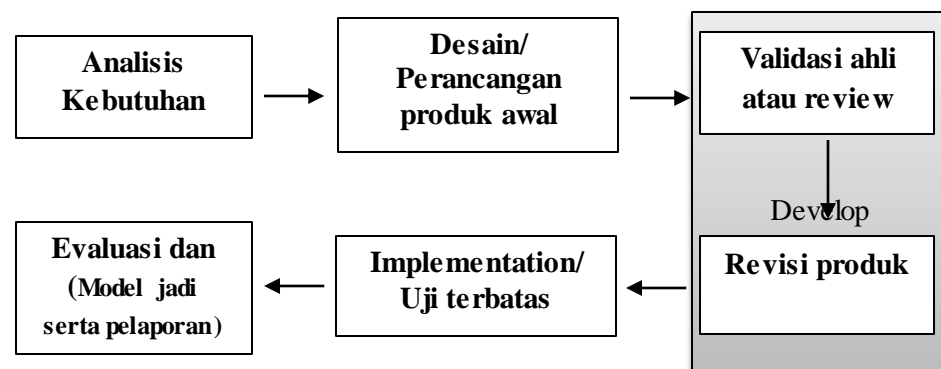 Analisis
Kebutuhan
Desain/
Perancangan
produk awal
Validasi ahli
atau review
Develop
Revisi produk
Implementation/
Uji terbatas
Evaluasi dan
(Model jadi
serta pelaporan)